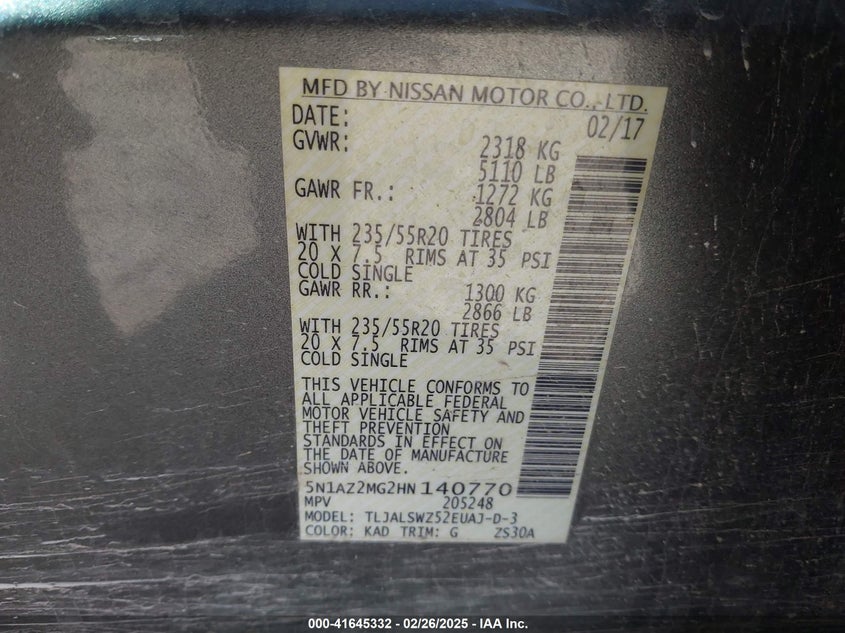 MFD BY NISSAN MOTOR CO., LTD.
DATE: 02/17
GVWR: 2318 KG
5110 LB
GAWR FR.: 1272 KG
2804 LB
WITH 235/55R20 TIRES
20 X 7.5 RIMS AT 35 PSI
COLD SINGLE
GAWR RR.: 1300 KG
2866 LB
WITH 235/55R20 TIRES
20 X 7.5 RIMS AT 35 PSI
COLD SINGLE
THIS VEHICLE CONFORMS TO
ALL APPLICABLE FEDERAL
MOTOR VEHICLE SAFETY AND
THEFT PREVENTION
STANDARDS IN EFFECT ON
THE DATE OF MANUFACTURE
SHOWN ABOVE.
5N1AZ2MG2HN 140770
MPV 205248
MODEL: TLJALSWZ52EUAJ-D-3
COLOR: KAD TRIM: G ZS30A
000-41645332 / 02/26/2025 - IAA Inc.